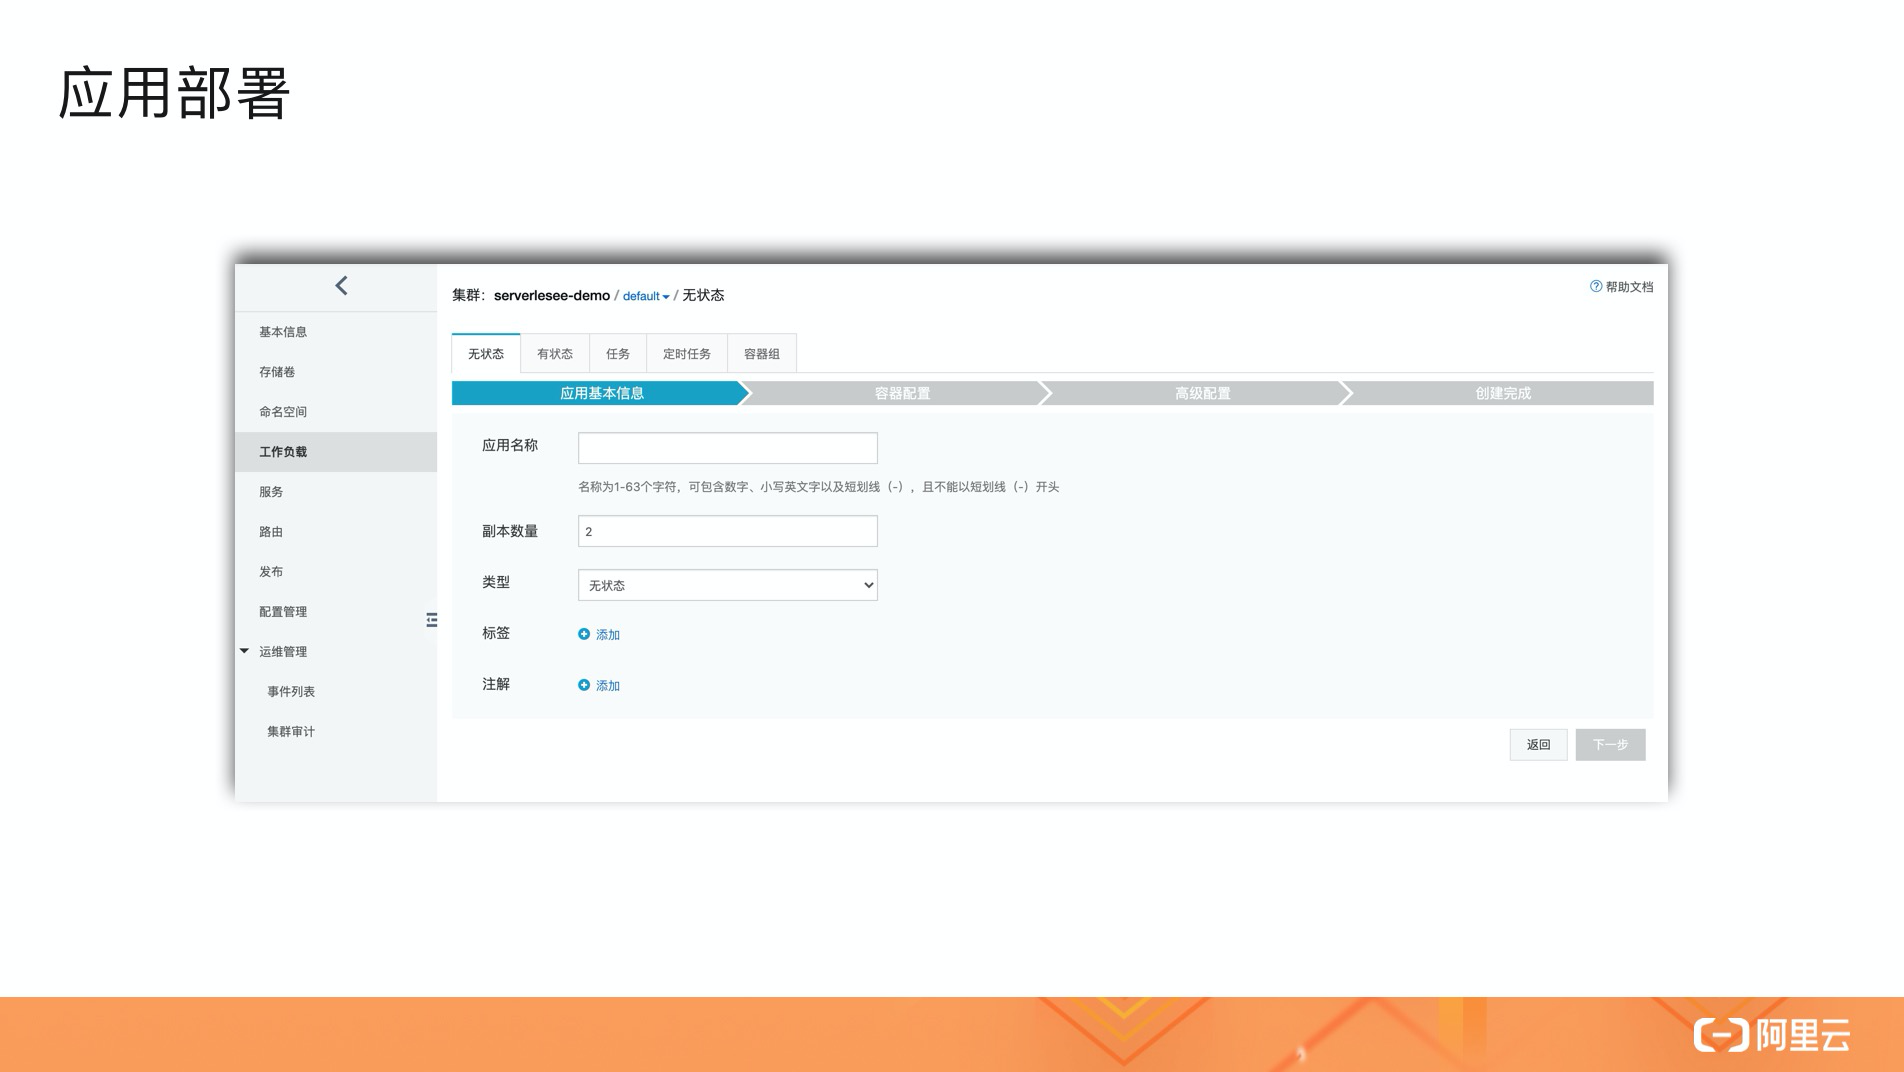 应用部署
基本信息
存储卷
命名空间
工作负载
服务
路由
发布
配置管理
运维管理
事件列表
集群审计
集群：serverlesee-demo / default / 无状态
帮助文档
无状态 有状态 任务 定时任务 容器组
应用基本信息 容器配置 高级配置 创建完成
应用名称
名称为1-63个字符，可包含数字、小写英文字以及短划线（-），且不能以短划线（-）开头
副本数量 2
类型 无状态
标签 添加
注解 添加
返回 下一步
阿里云